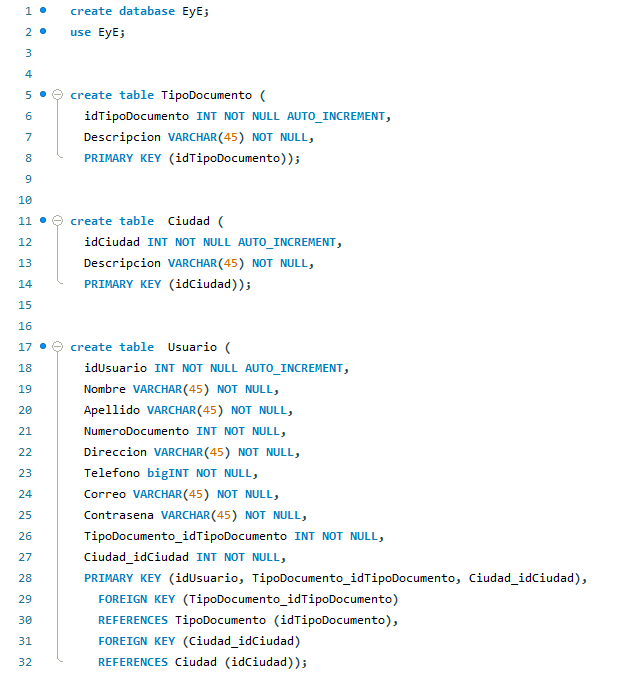 1 create database EyE;
2 use EyE;
3
4
5 create table TipoDocumento (
6 idTipoDocumento INT NOT NULL AUTO_INCREMENT,
7 Descripcion VARCHAR(45) NOT NULL,
8 PRIMARY KEY (idTipoDocumento));
9
10
11 create table  Ciudad (
12 idCiudad INT NOT NULL AUTO_INCREMENT,
13 Descripcion VARCHAR(45) NOT NULL,
14 PRIMARY KEY (idCiudad));
15
16
17 create table  Usuario (
18 idUsuario INT NOT NULL AUTO_INCREMENT,
19 Nombre VARCHAR(45) NOT NULL,
20 Apellido VARCHAR(45) NOT NULL,
21 NumeroDocumento INT NOT NULL,
22 Direccion VARCHAR(45) NOT NULL,
23 Telefono bigINT NOT NULL,
24 Correo VARCHAR(45) NOT NULL,
25 Contrasena VARCHAR(45) NOT NULL,
26 TipoDocumento_idTipoDocumento INT NOT NULL,
27 Ciudad_idCiudad INT NOT NULL,
28 PRIMARY KEY (idUsuario, TipoDocumento_idTipoDocumento, Ciudad_idCiudad),
29 FOREIGN KEY (TipoDocumento_idTipoDocumento)
30 REFERENCES TipoDocumento (idTipoDocumento),
31 FOREIGN KEY (Ciudad_idCiudad)
32 REFERENCES Ciudad (idCiudad));